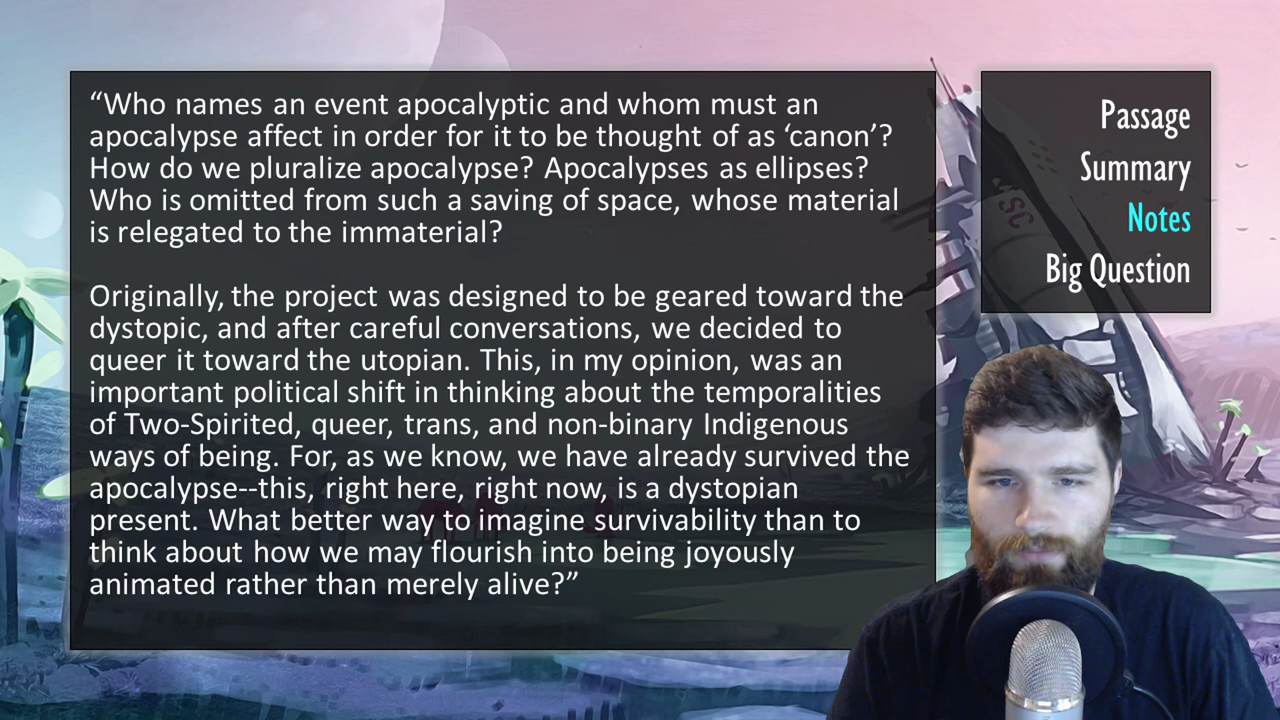 “Who names an event apocalyptic and whom must an
apocalypse affect in order for it to be thought of as ‘canon’?
How do we pluralize apocalypse? Apocalypses as ellipses?
Who is omitted from such a saving of space, whose material
is relegated to the immaterial?
Originally, the project was designed to be geared toward the
dystopic, and after careful conversations, we decided to
queer it toward the utopian. This, in my opinion, was an
important political shift in thinking about the temporalities
of Two-Spirited, queer, trans, and non-binary Indigenous
ways of being. For, as we know, we have already survived the
apocalypse--this, right here, right now, is a dystopian
present. What better way to imagine survivability than to
think about how we may flourish into being joyously
animated rather than merely alive?”
Passage
Summary
Notes
Big Question
SC